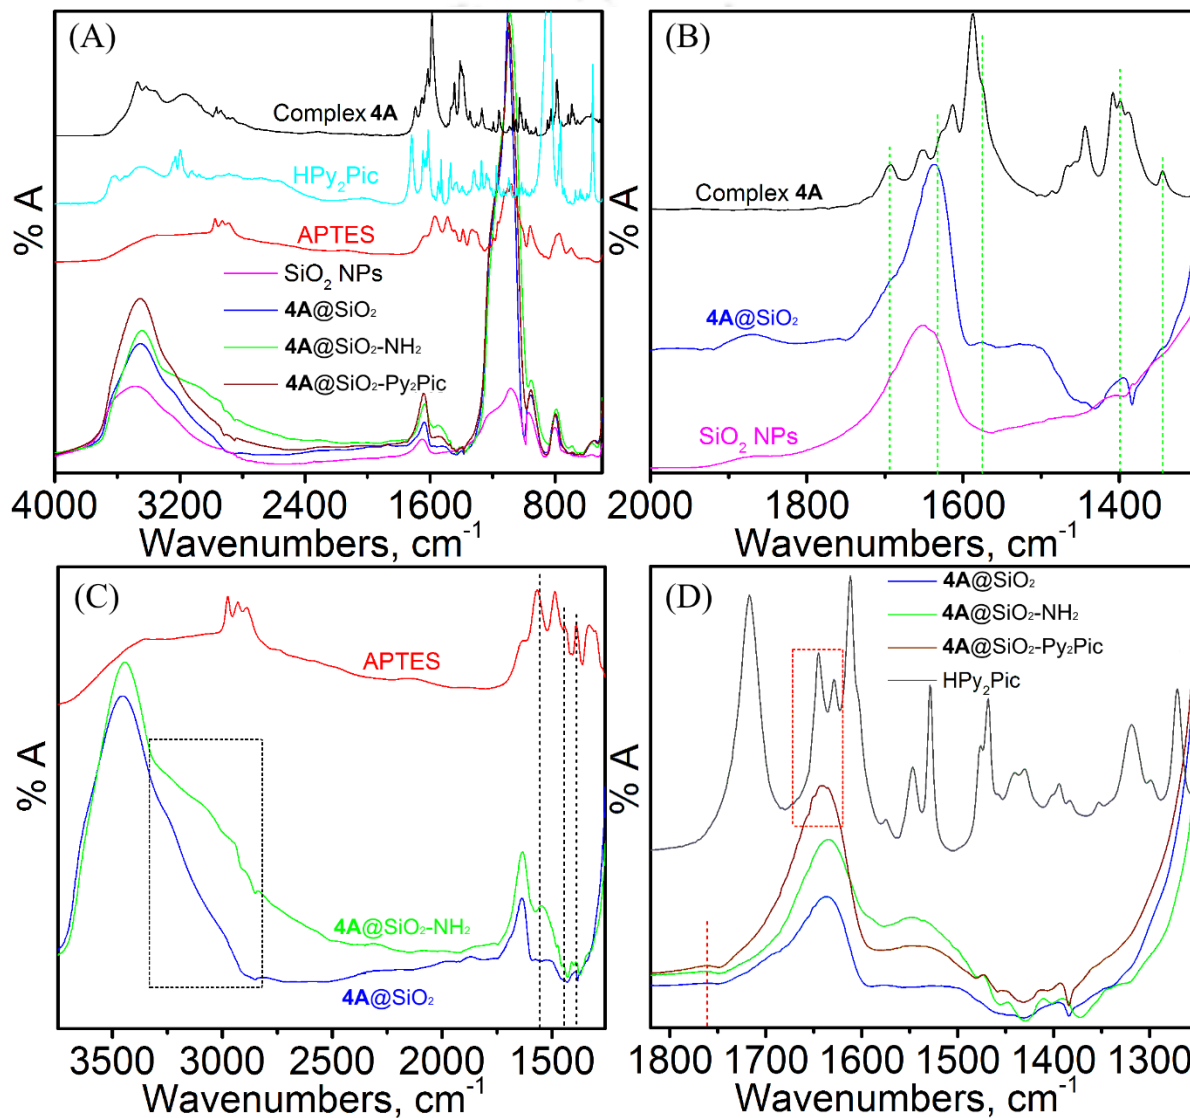 (A)
Complex 4A
HPy₂Pic
APTES
SiO₂ NPs
4A@SiO₂
4A@SiO₂-NH₂
4A@SiO₂-Py₂Pic
% A
4000 3200 2400 1600 800
Wavenumbers, cm⁻¹
(B)
Complex 4A
4A@SiO₂
SiO₂ NPs
% A
2000 1800 1600 1400
Wavenumbers, cm⁻¹
(C)
APTES
4A@SiO₂-NH₂
4A@SiO₂
% A
3500 3000 2500 2000 1500
Wavenumbers, cm⁻¹
(D)
4A@SiO₂
4A@SiO₂-NH₂
4A@SiO₂-Py₂Pic
HPy₂Pic
% A
1800 1700 1600 1500 1400 1300
Wavenumbers, cm⁻¹